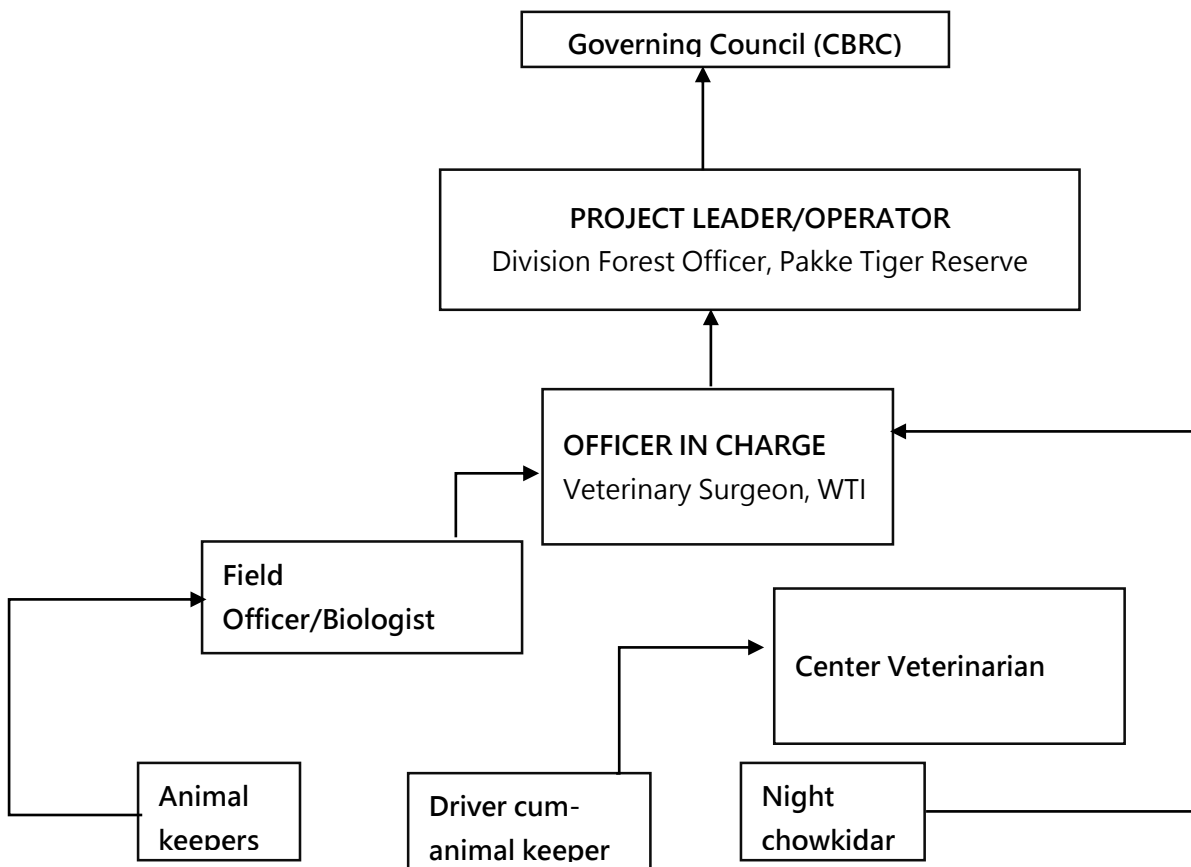 Governing Council (CBRC)
PROJECT LEADER/OPERATOR
Division Forest Officer, Pakke Tiger Reserve
OFFICER IN CHARGE
Veterinary Surgeon, WTI
Field
Officer/Biologist
Center Veterinarian
Animal
keepers
Driver cum-
animal keeper
Night
chowkidar